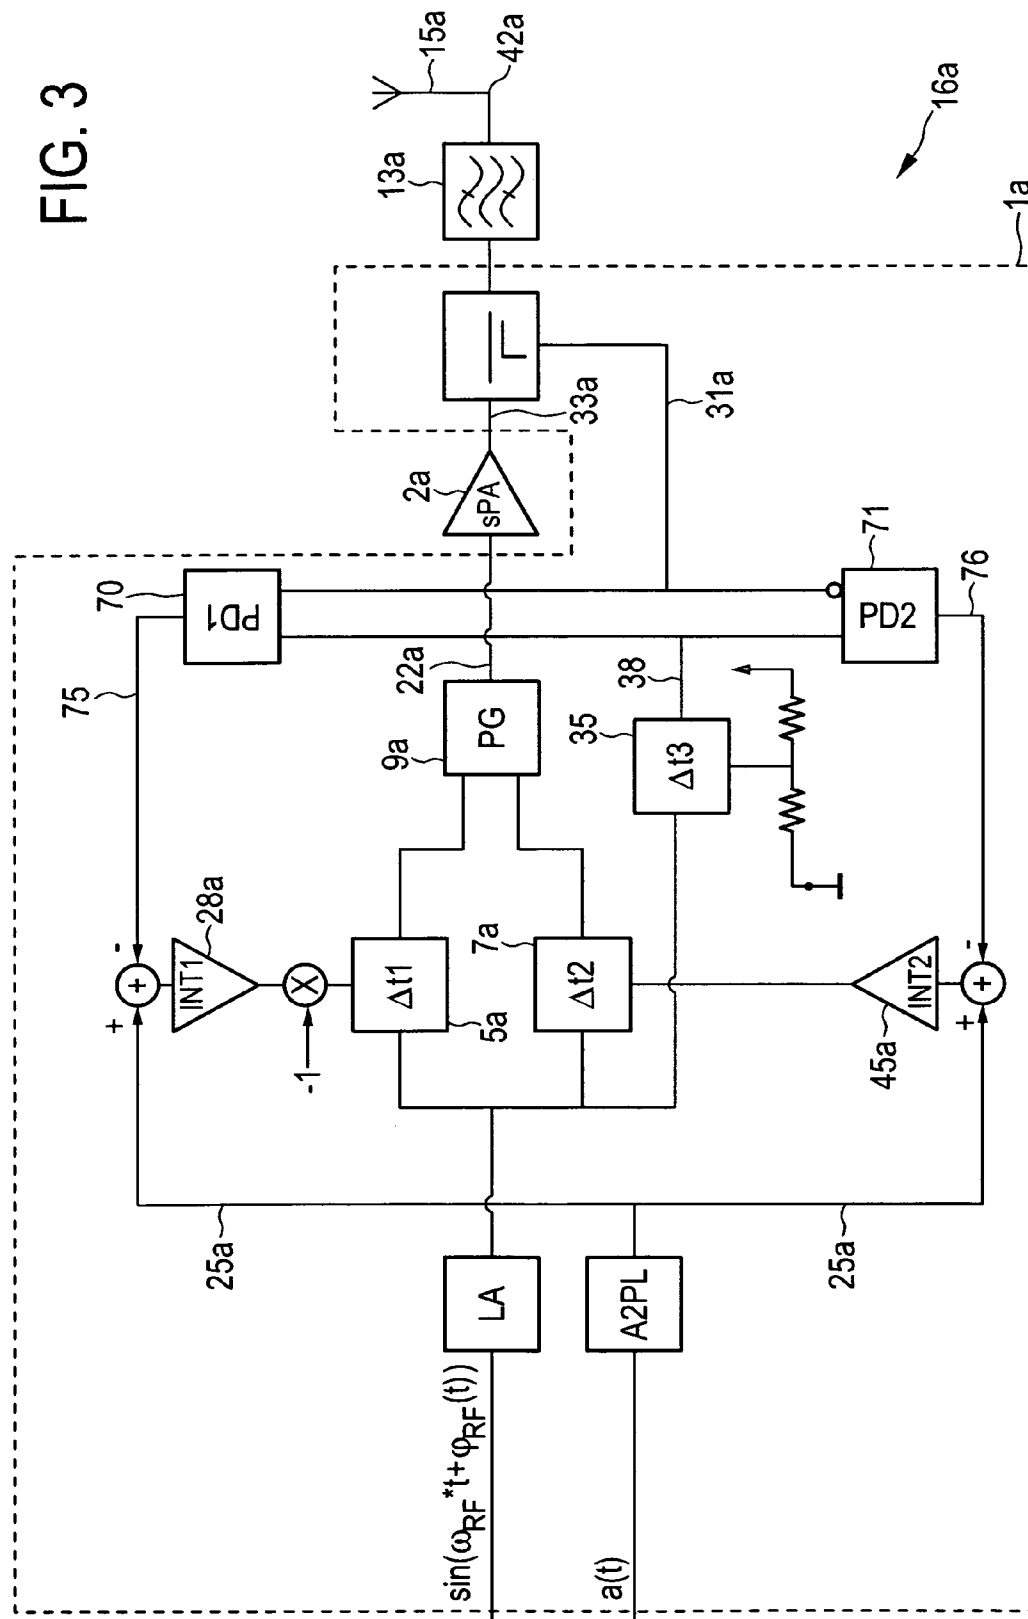 FIG. 3
15a
42a
13a
16a
1a
33a
31a
2a
sPA
70
PD1
71
PD2
76
75
22a
38
9a
PG
35
Δt3
28a
INT1
-
+
+
X
-1
Δt1
5a
7a
Δt2
INT2
45a
-
+
+
25a
25a
LA
A2PL
sin(ωRF*t+φRF(t))
a(t)